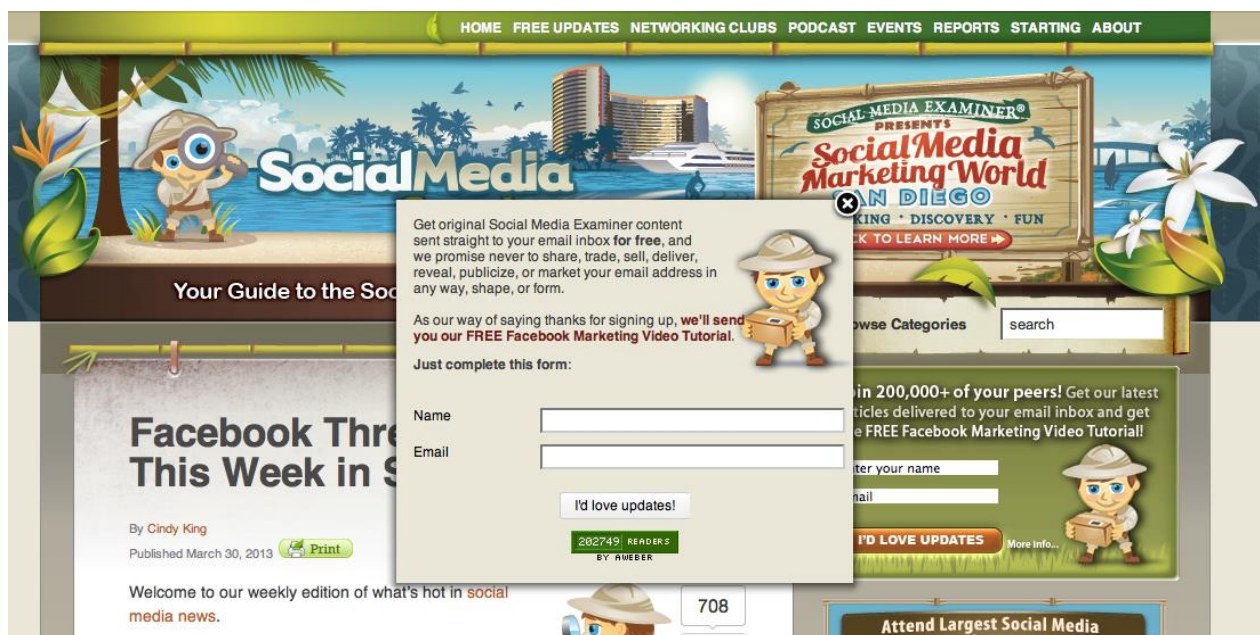 HOME FREE UPDATES NETWORKING CLUBS PODCAST EVENTS REPORTS STARTING ABOUT
SocialMedia
SOCIAL MEDIA EXAMINER®
PRESENTS
Social Media
Marketing World
SAN DIEGO
KING · DISCOVERY · FUN
CK TO LEARN MORE
Your Guide to the Soc
Get original Social Media Examiner content
sent straight to your email inbox for free, and
we promise never to share, trade, sell, deliver,
reveal, publicize, or market your email address in
any way, shape, or form.
As our way of saying thanks for signing up, we'll send
you our FREE Facebook Marketing Video Tutorial.
Just complete this form:
Name
Email
I'd love updates!
202749 READERS
BY AWEBER
owse Categories
search
in 200,000+ of your peers! Get our latest
ticles delivered to your email inbox and get
e FREE Facebook Marketing Video Tutorial!
ter your name
mail
I'D LOVE UPDATES
More info...
Facebook Thre
This Week in S
By Cindy King
Published March 30, 2013
Print
Welcome to our weekly edition of what's hot in social
media news.
708
Attend Largest Social Media